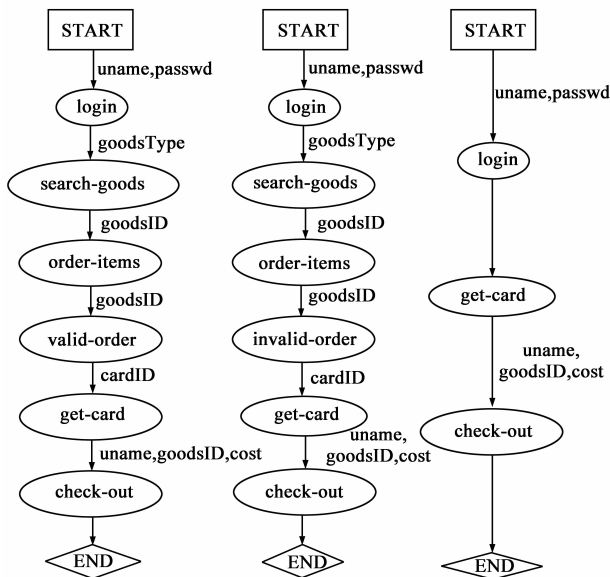 START
uname,passwd
login
goodsType
search-goods
goodsID
order-items
goodsID
valid-order
cardID
get-card
uname,goodsID,cost
check-out
END
START
uname,passwd
login
goodsType
search-goods
goodsID
order-items
goodsID
invalid-order
cardID
get-card
uname,
goodsID,cost
check-out
END
START
uname,passwd
login
get-card
uname,
goodsID,cost
check-out
END